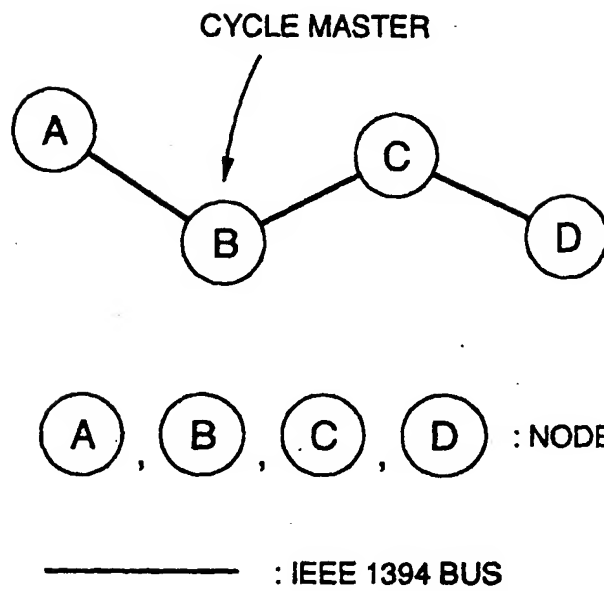 CYCLE MASTER
A
C
B
D
A , B , C , D : NODE
: IEEE 1394 BUS